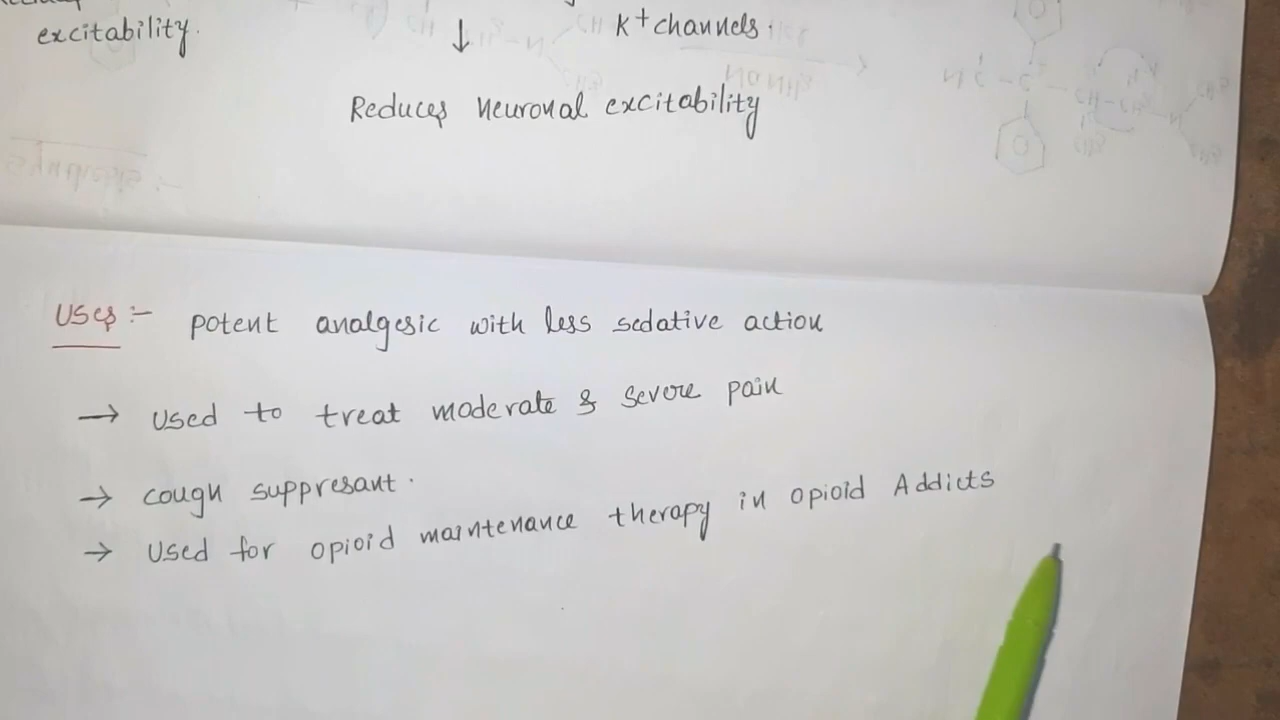 excitability.
↓ K+ channels.
Reduces neuronal excitability
Uses :- potent analgesic with less sedative action
→ Used to treat moderate & severe pain
→ cough suppresant.
→ Used for opioid maintenance therapy in opioid Addicts